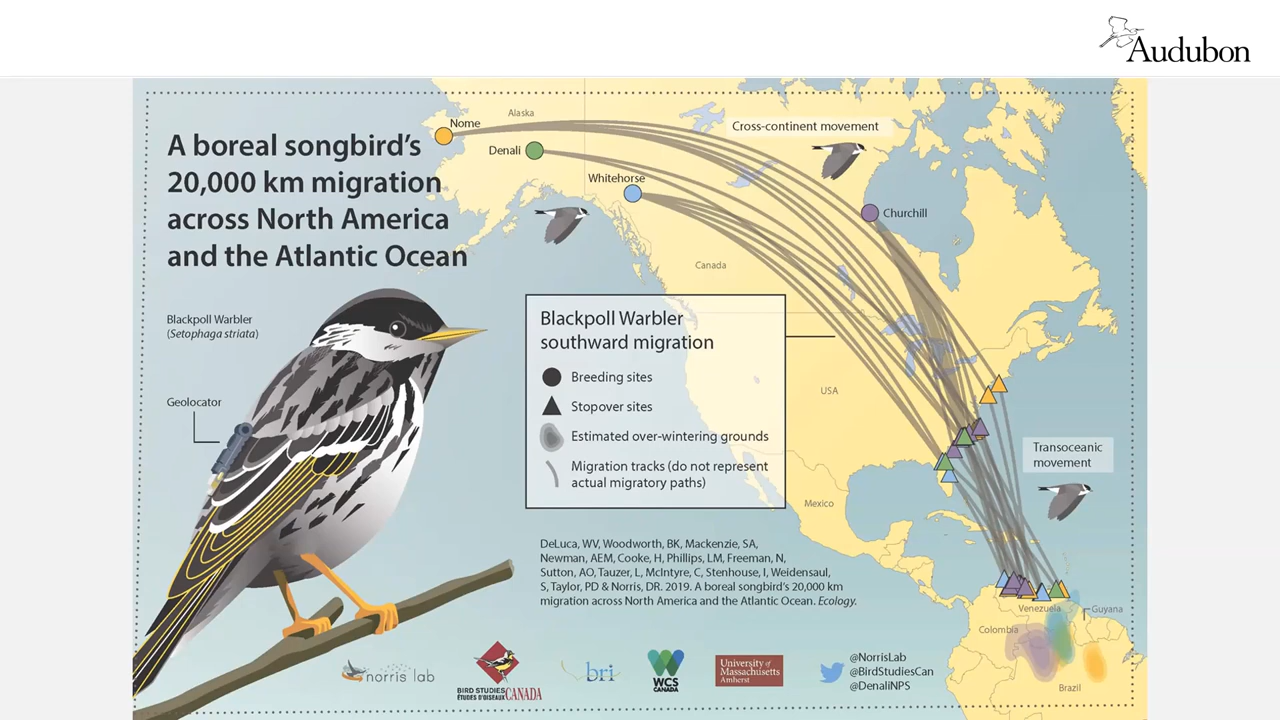 Audubon
A boreal songbird's
20,000 km migration
across North America
and the Atlantic Ocean
Blackpoll Warbler
(Setophaga striata)
Geolocator
Nome
Alaska
Denali
Whitehorse
Cross-continent movement
Churchill
Canada
USA
Mexico
Transoceanic
movement
Blackpoll Warbler
southward migration
Breeding sites
Stopover sites
Estimated over-wintering grounds
Migration tracks (do not represent
actual migratory paths)
DeLuca, WV, Woodworth, BK, Mackenzie, SA,
Newman, AEM, Cooke, H, Phillips, LM, Freeman, N,
Sutton, AO, Tauzer, L, McIntyre, C, Stenhouse, I, Weidensaul,
S, Taylor, PD & Norris, DR. 2019. A boreal songbird's 20,000 km
migration across North America and the Atlantic Ocean. Ecology.
Venezuela
Guyana
Colombia
Brazil
norris lab
BIRD STUDIES
ÉTUDES D'OISEAUX CANADA
bri
WCS
CANADA
University of
Massachusetts
Amherst
@NorrisLab
@BirdStudiesCan
@DenaliNPS